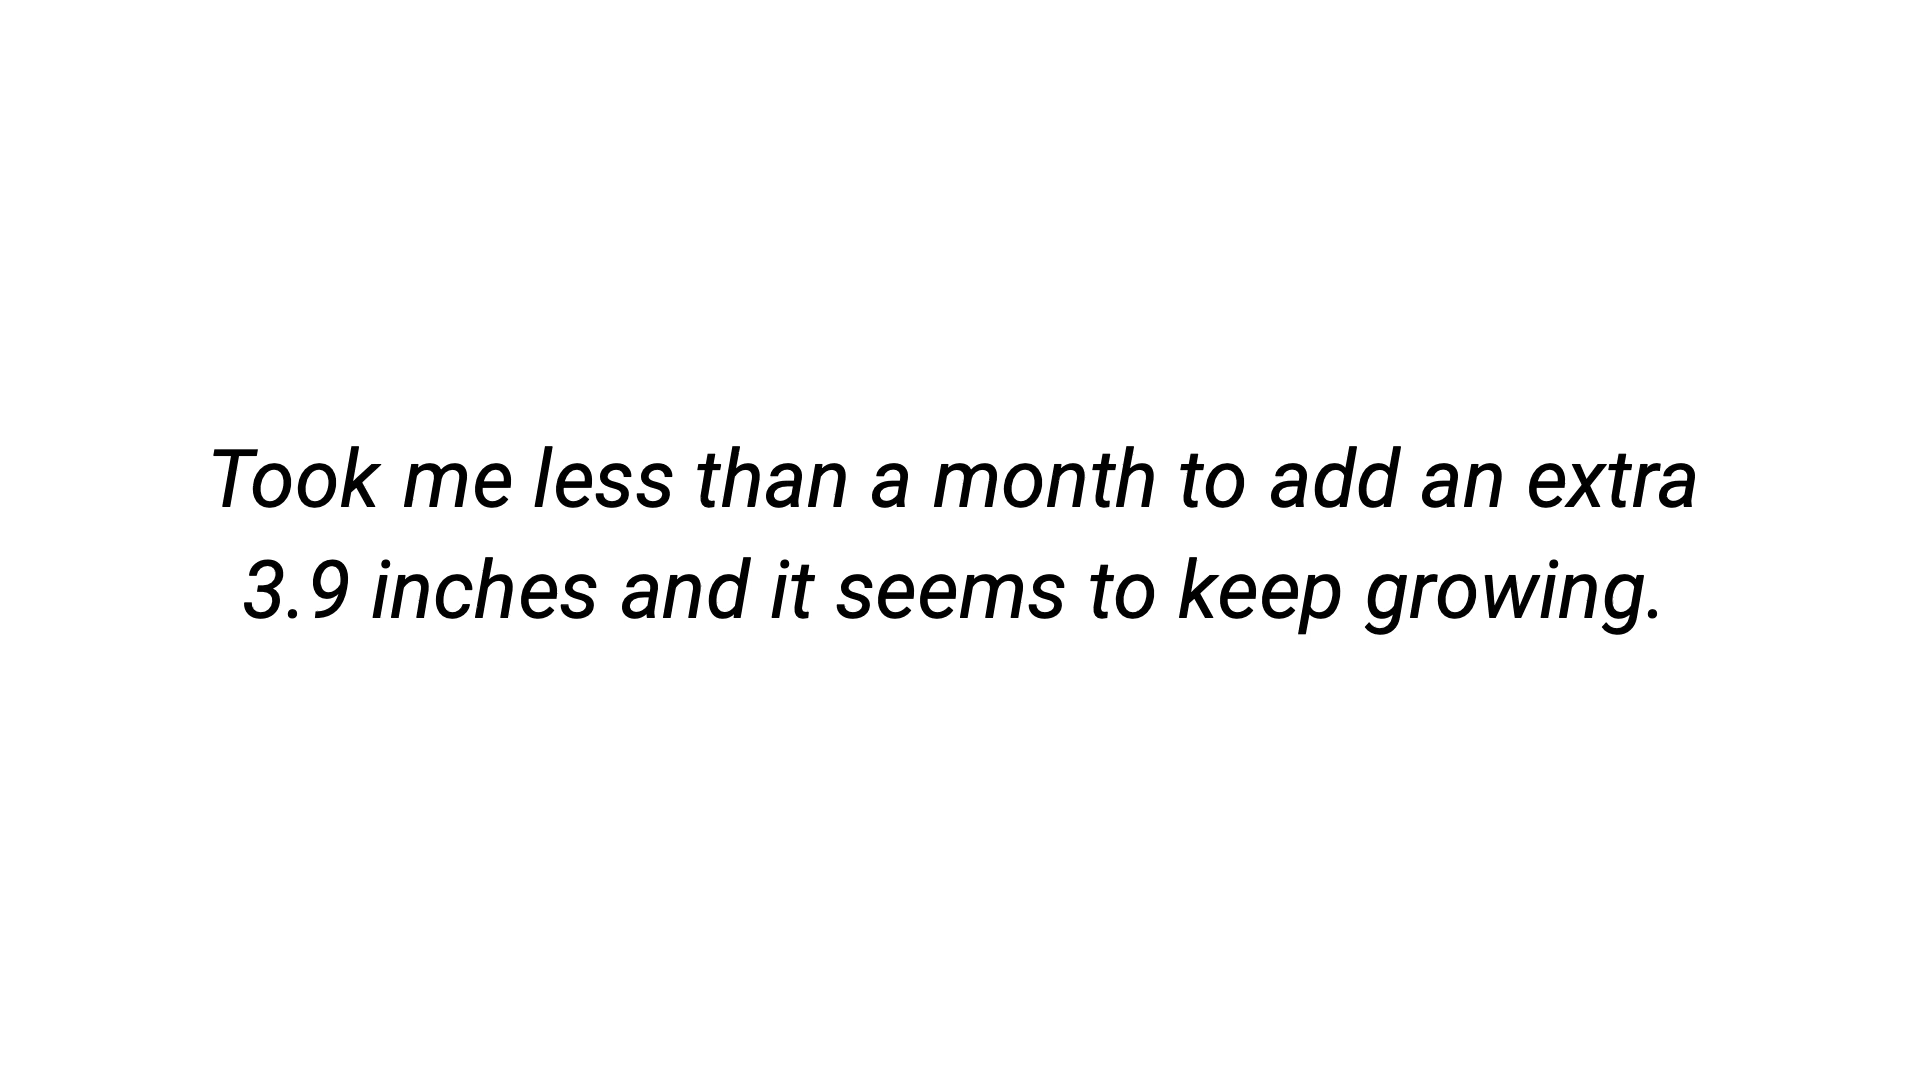 Took me less than a month to add an extra
3.9 inches and it seems to keep growing.